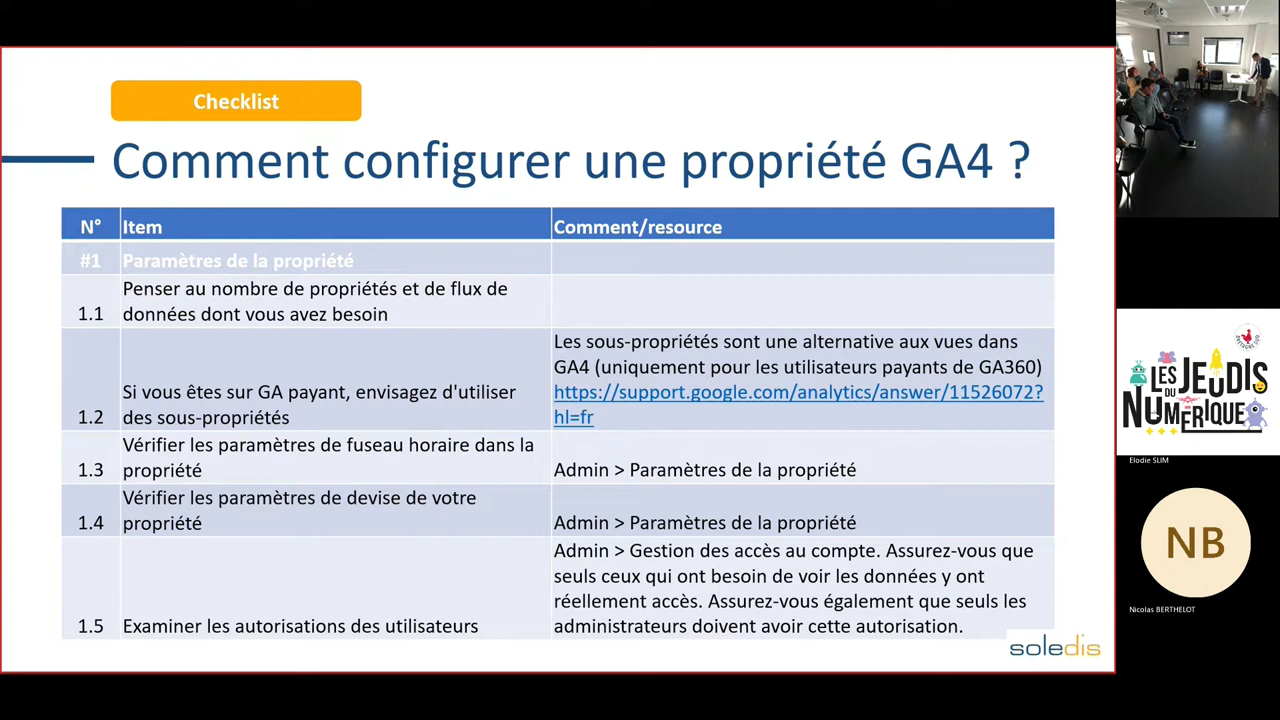 Checklist
Comment configurer une propriété GA4 ?
N° Item Comment/resource
#1 Paramètres de la propriété
1.1 Penser au nombre de propriétés et de flux de
données dont vous avez besoin
1.2 Si vous êtes sur GA payant, envisagez d'utiliser
des sous-propriétés
Les sous-propriétés sont une alternative aux vues dans
GA4 (uniquement pour les utilisateurs payants de GA360)
https://support.google.com/analytics/answer/11526072?
hl=fr
1.3 Vérifier les paramètres de fuseau horaire dans la
propriété
Admin > Paramètres de la propriété
1.4 Vérifier les paramètres de devise de votre
propriété
Admin > Paramètres de la propriété
1.5 Examiner les autorisations des utilisateurs
Admin > Gestion des accès au compte. Assurez-vous que
seuls ceux qui ont besoin de voir les données y ont
réellement accès. Assurez-vous également que seuls les
administrateurs doivent avoir cette autorisation.
soledis
LES JEUDIS
DU NUMERIQUE
Elodie SLIM
NB
Nicolas BERTHELOT